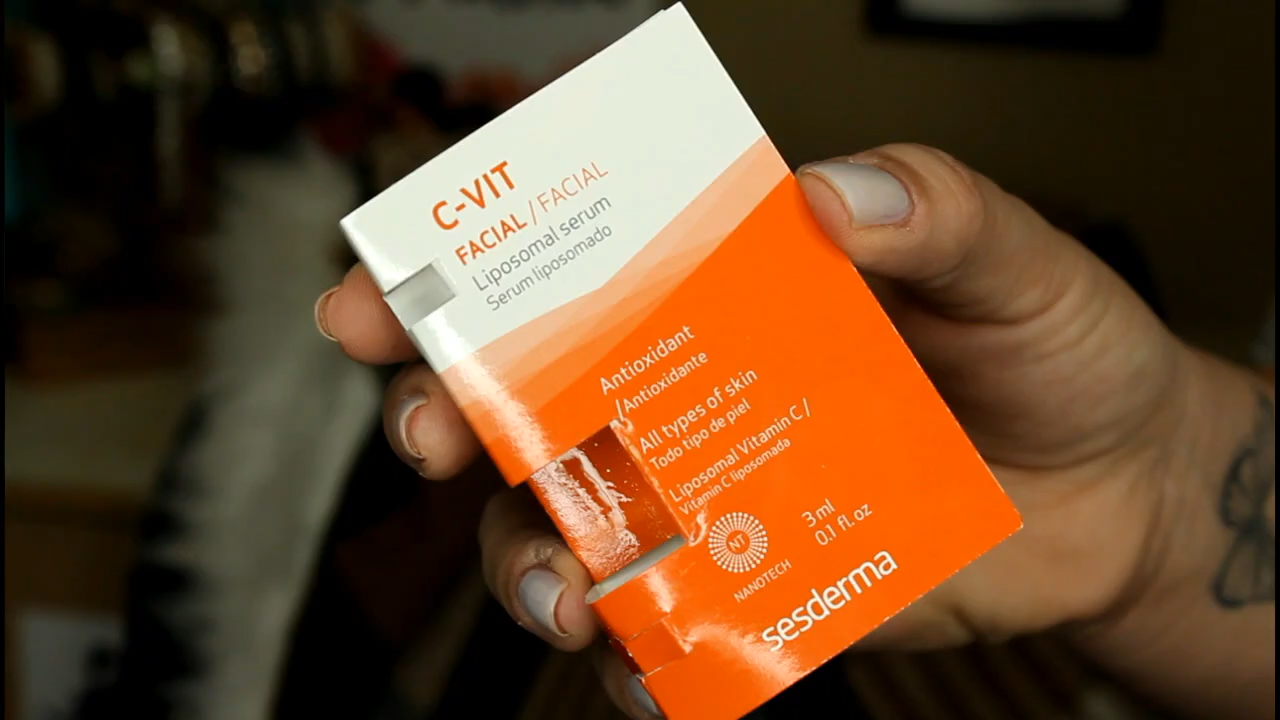 C-VIT
FACIAL / FACIAL
Liposomal serum
Serum liposomado
Antioxidant
/Antioxidante
All types of skin
Todo tipo de piel
Liposomal Vitamin C /
Vitamin C liposomada
NT
NANOTECH
3 ml
0.1 fl. oz
sesderma